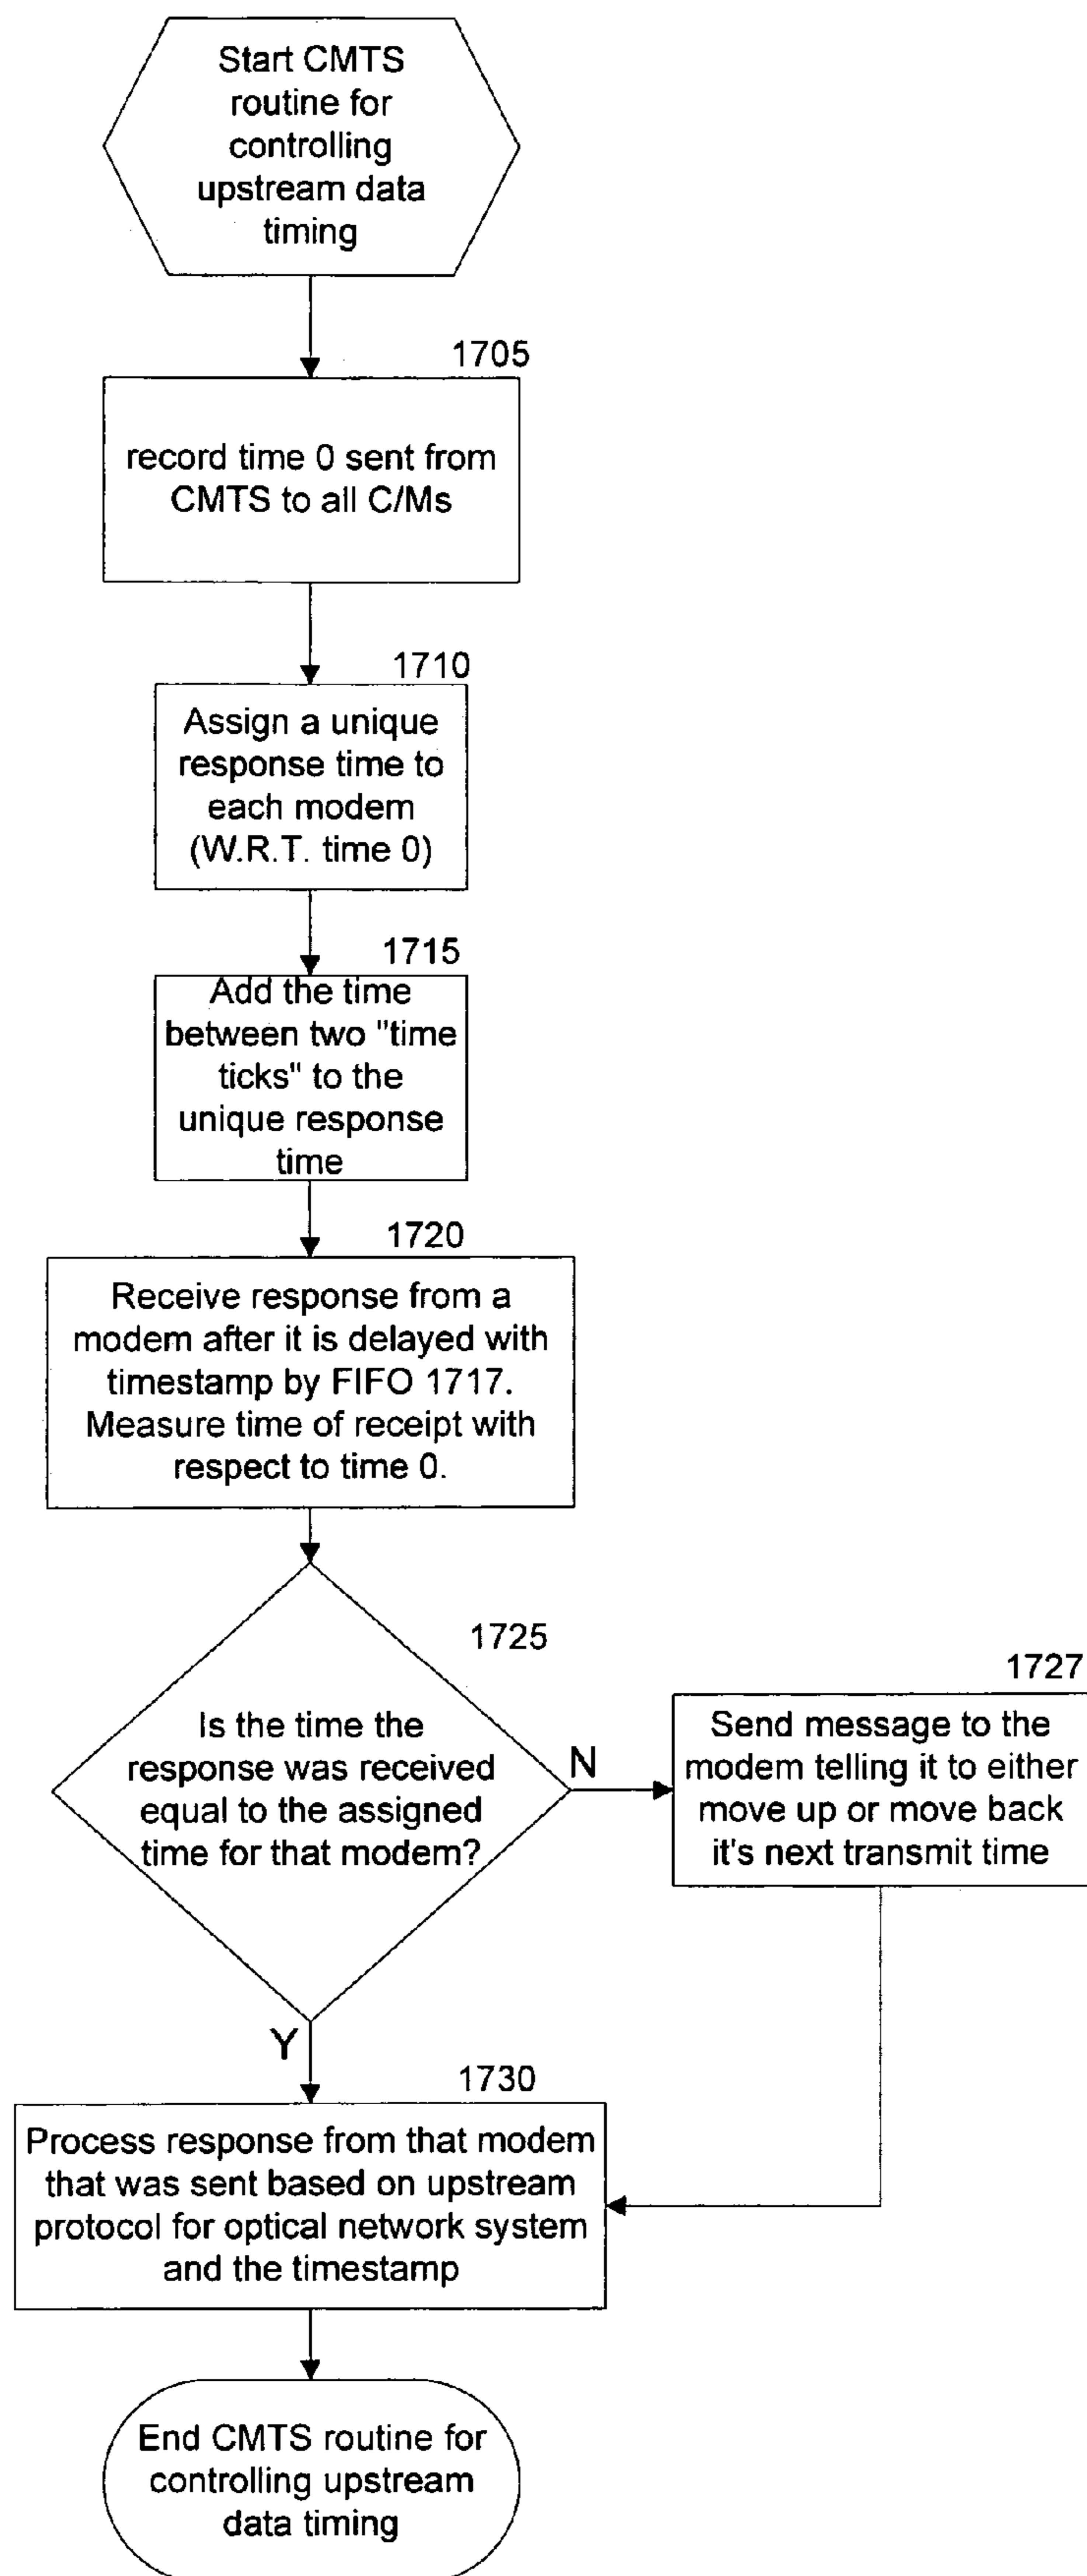 Start CMTS
routine for
controlling
upstream data
timing
1705
record time 0 sent from
CMTS to all C/Ms
1710
Assign a unique
response time to
each modem
(W.R.T. time 0)
1715
Add the time
between two "time
ticks" to the
unique response
time
1720
Receive response from a
modem after it is delayed with
timestamp by FIFO 1717.
Measure time of receipt with
respect to time 0.
1725
Is the time the
response was received
equal to the assigned
time for that modem?
N
1727
Send message to the
modem telling it to either
move up or move back
it's next transmit time
Y
1730
Process response from that modem
that was sent based on upstream
protocol for optical network system
and the timestamp
End CMTS routine for
controlling upstream
data timing